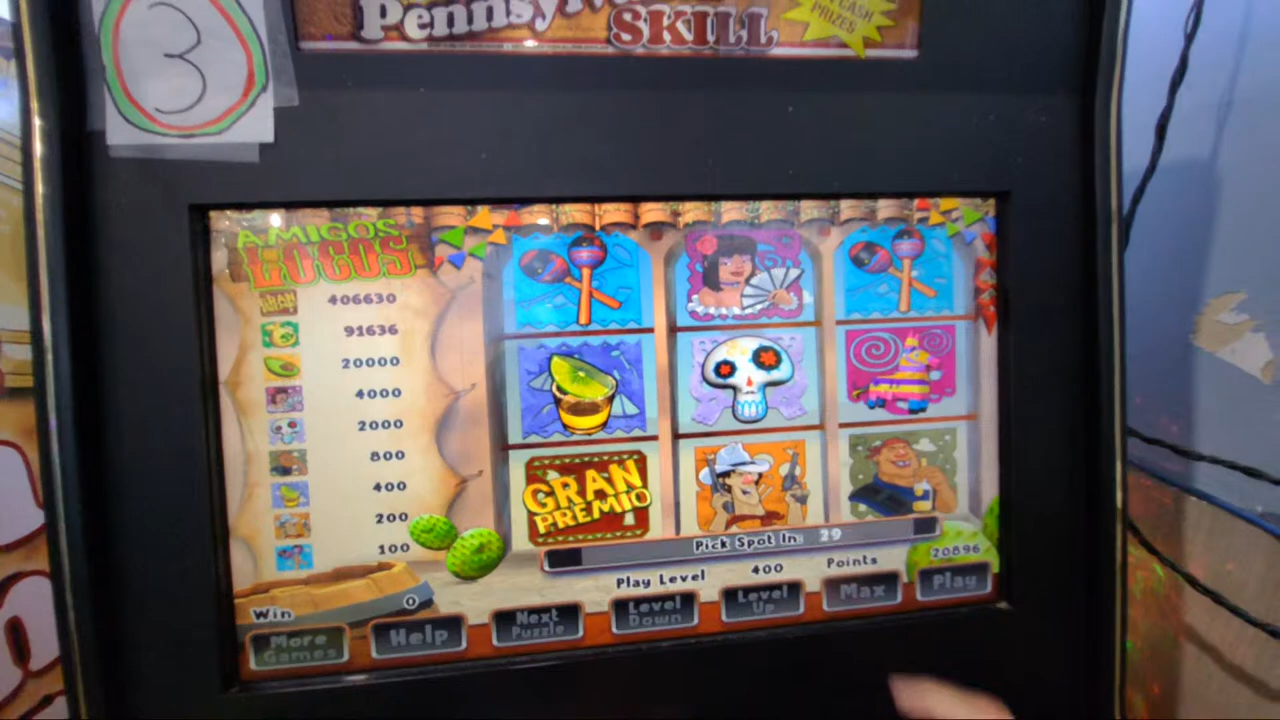 3
SKILL
CASH
PRIZES
AMIGOS
LOCOS
GRAN
406630
91636
20000
4000
2000
800
400
200
100
GRAN
PREMIO
Pick Spot In: 29
Play Level 400 Points 20896
Win 0
More
Games
Help
Next
Puzzle
Level
Down
Level
Up
Max
Play